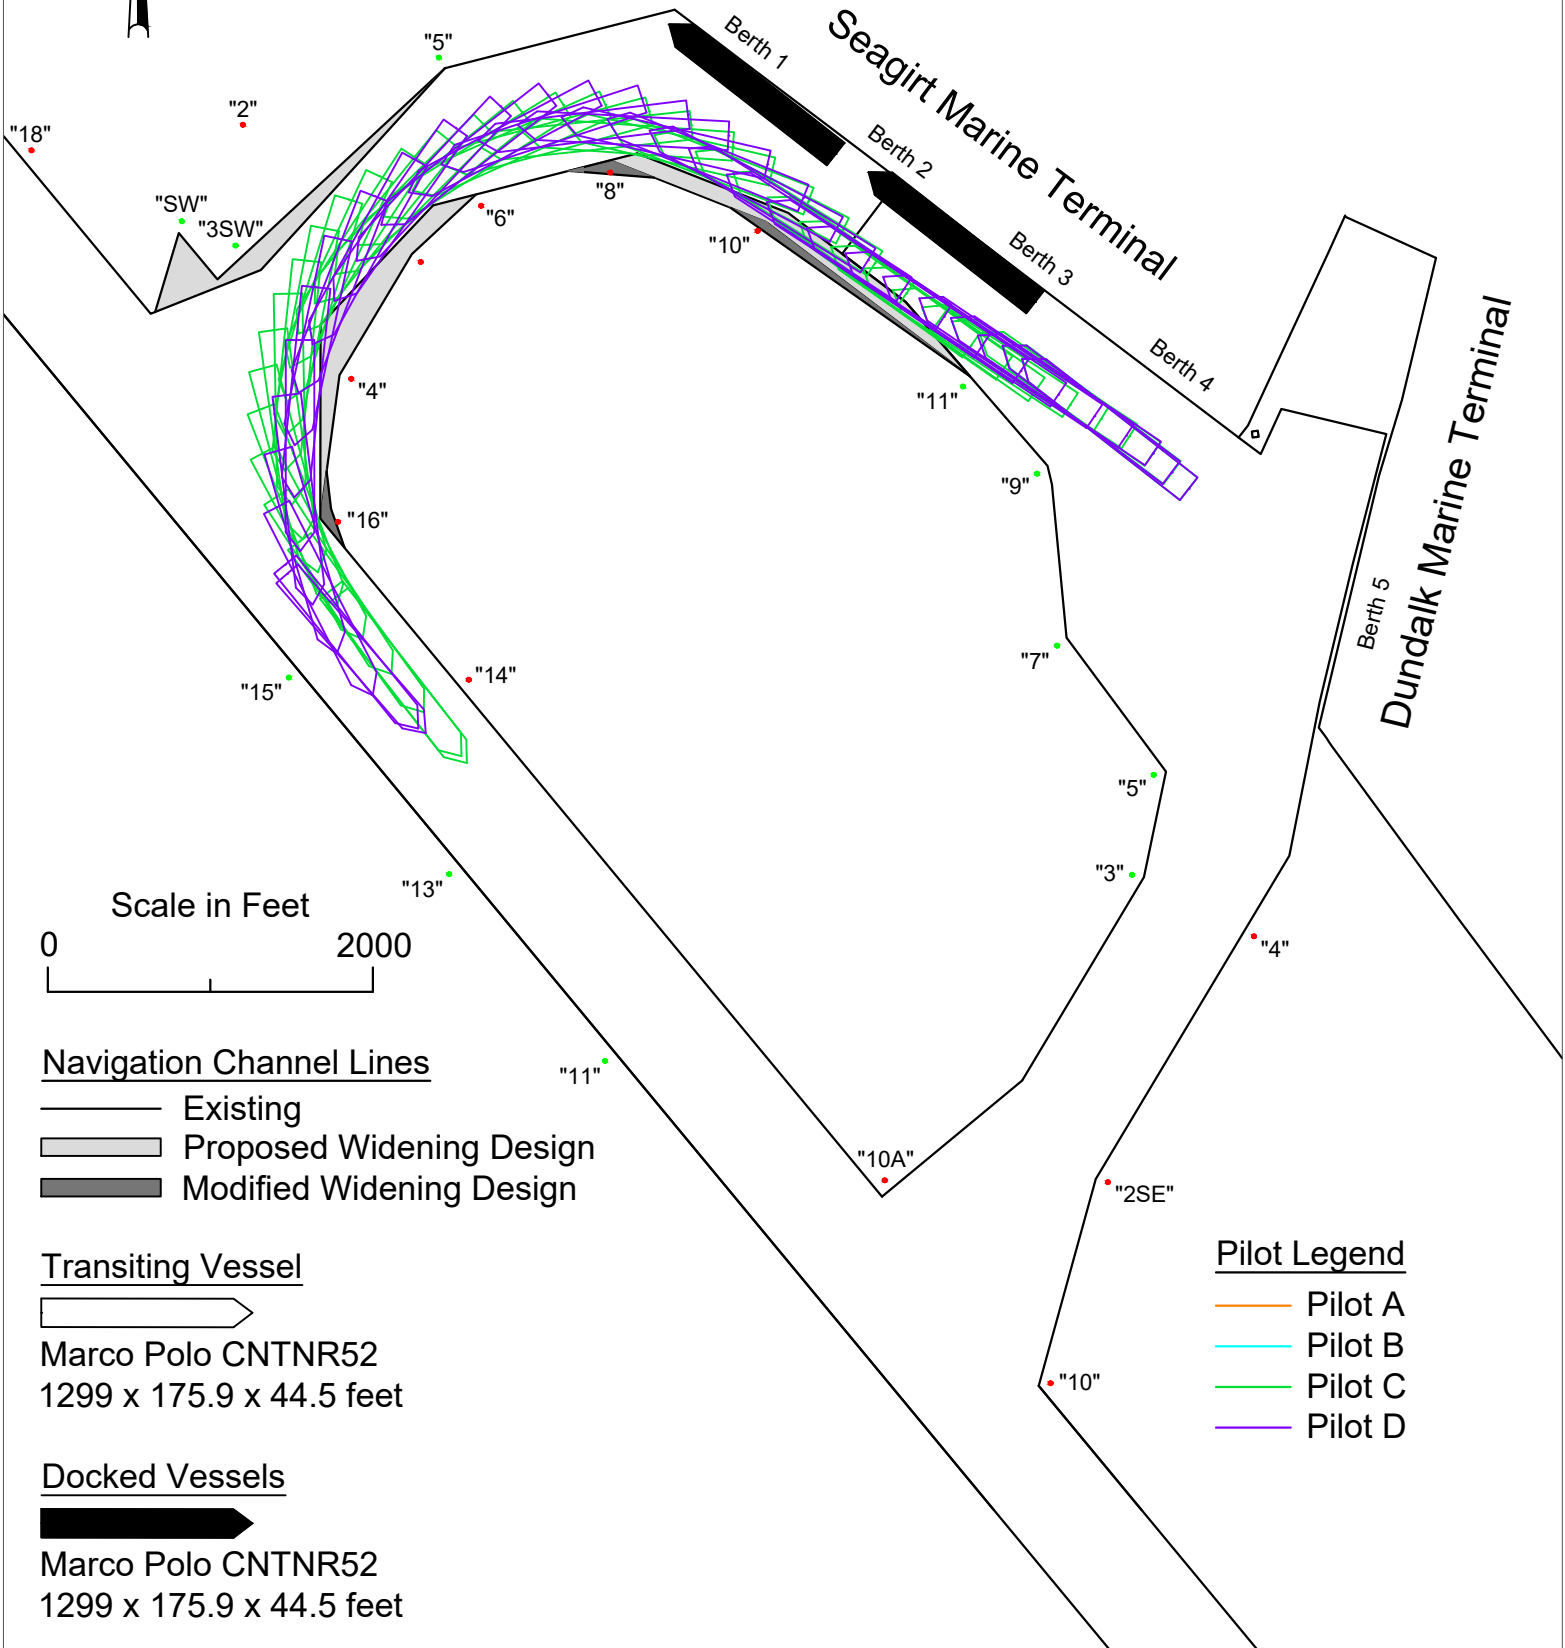 "5"
"2"
"18"
"SW"
"3SW"
Berth 1
Seagirt Marine Terminal
Berth 2
Berth 3
Berth 4
"8"
"6"
"10"
"4"
"11"
"16"
"9"
Dundalk Marine Terminal
Berth 5
"7"
"14"
"15"
"5"
"3"
"13"
"4"
Scale in Feet
0 2000
Navigation Channel Lines
Existing
Proposed Widening Design
Modified Widening Design
"11"
"10A"
"2SE"
Transiting Vessel
Marco Polo CNTNR52
1299 x 175.9 x 44.5 feet
Docked Vessels
Marco Polo CNTNR52
1299 x 175.9 x 44.5 feet
Pilot Legend
Pilot A
Pilot B
Pilot C
Pilot D
"10"